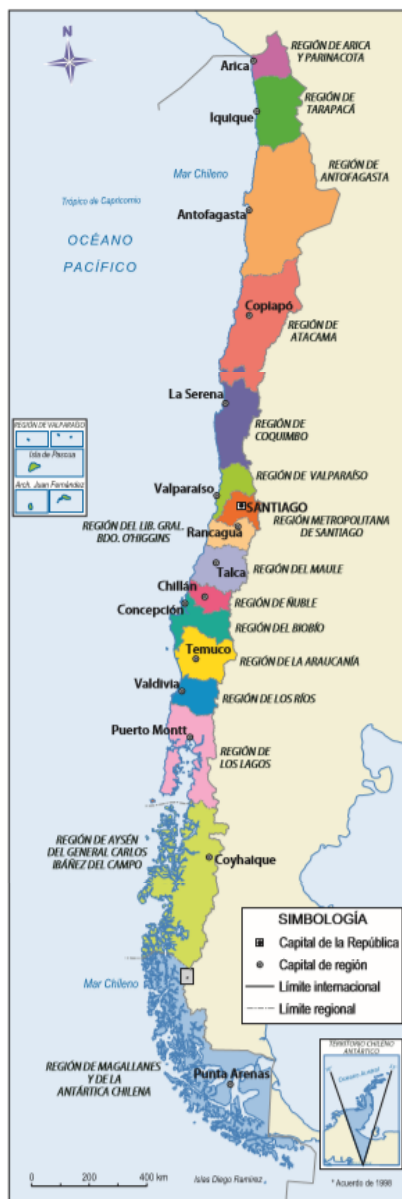 N
REGIÓN DE ARICA
Y PARINACOTA
Arica
REGIÓN DE
TARAPACÁ
Iquique
REGIÓN DE
ANTOFAGASTA
Mar Chileno
Trópico de Capricornio
Antofagasta
OCÉANO
PACÍFICO
Copiapó
REGIÓN DE
ATACAMA
La Serena
REGIÓN DE
COQUIMBO
REGIÓN DE VALPARAÍSO
Isla de Pascua
Arch. Juan Fernández
REGIÓN DE VALPARAÍSO
Valparaíso
SANTIAGO
REGIÓN METROPOLITANA
DE SANTIAGO
REGIÓN DEL LIB. GRAL.
BDO. O'HIGGINS
Rancagua
Talca
REGIÓN DEL MAULE
Chillán
REGIÓN DE ÑUBLE
Concepción
REGIÓN DEL BIOBÍO
Temuco
REGIÓN DE LA ARAUCANÍA
Valdivia
REGIÓN DE LOS RÍOS
Puerto Montt
REGIÓN DE
LOS LAGOS
REGIÓN DE AYSÉN
DEL GENERAL CARLOS
IBÁÑEZ DEL CAMPO
Coyhaique
SIMBOLOGÍA
Capital de la República
Capital de región
Límite internacional
Límite regional
Mar Chileno
*
REGIÓN DE MAGALLANES
Y DE LA
ANTÁRTICA CHILENA
Punta Arenas
TERRITORIO CHILENO
ANTÁRTICO
0 200 400 km
Islas Diego Ramírez
* Acuerdo de 1998